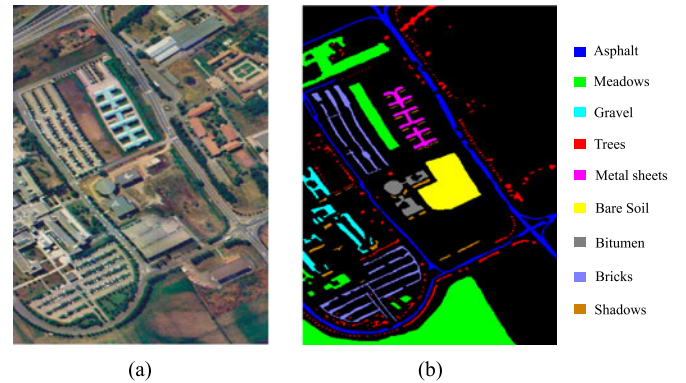 Asphalt
Meadows
Gravel
Trees
Metal sheets
Bare Soil
Bitumen
Bricks
Shadows
(a)
(b)